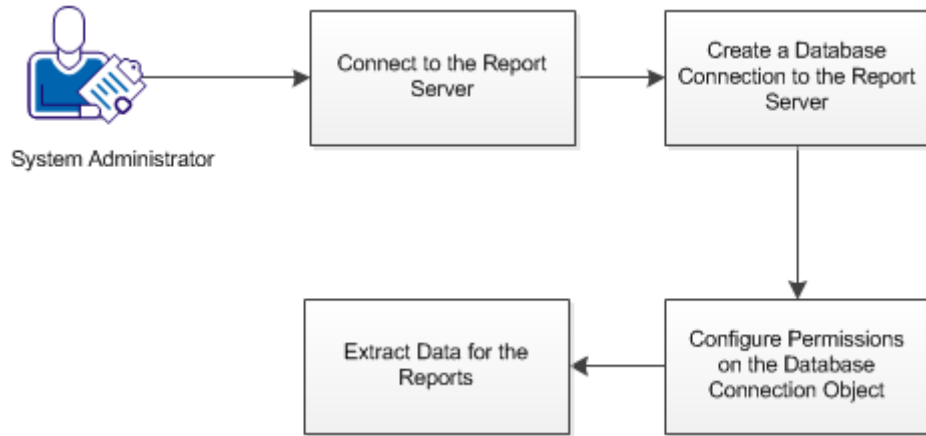 System Administrator
Connect to the Report
Server
Create a Database
Connection to the Report
Server
Configure Permissions
on the Database
Connection Object
Extract Data for the
Reports